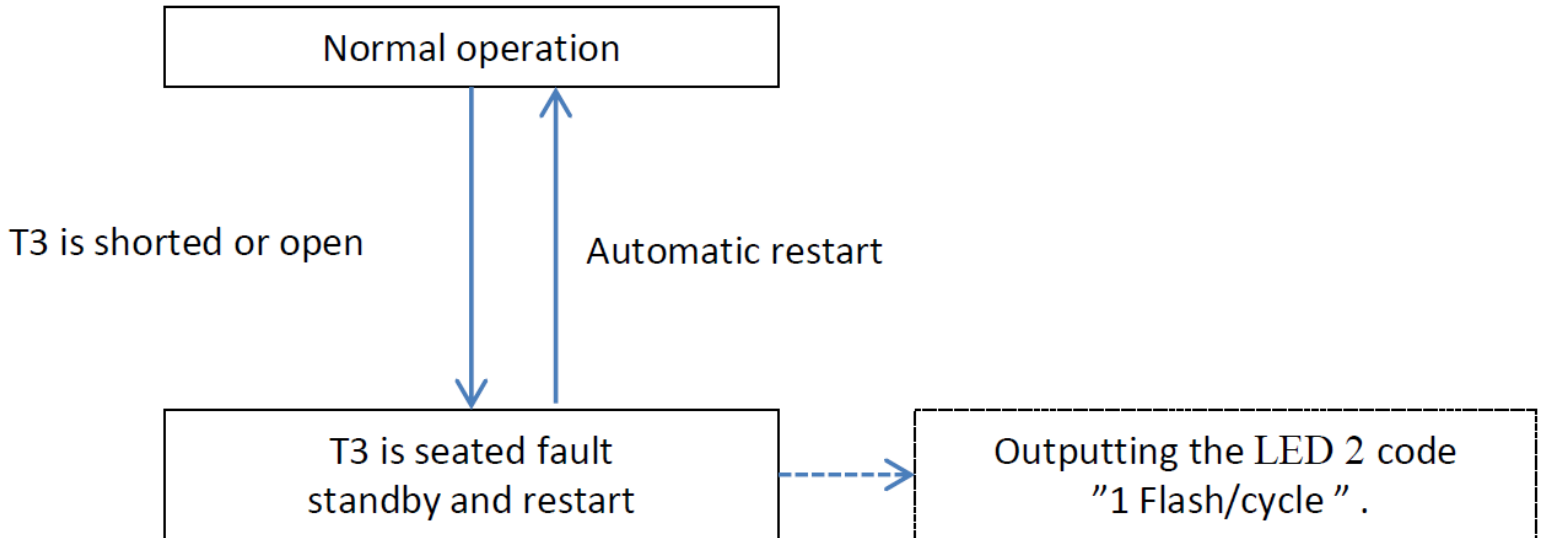 Normal operation
T3 is shorted or open
Automatic restart
T3 is seated fault
standby and restart
Outputting the LED 2 code
”1 Flash/cycle ” .